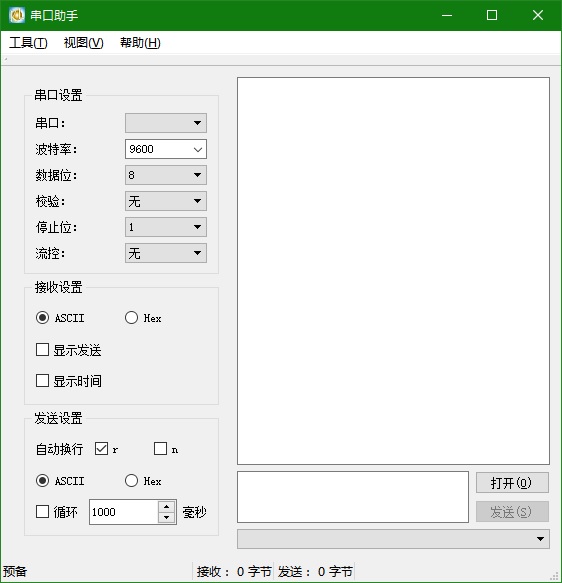 串口助手
工具(T) 视图(V) 帮助(H)
串口设置
串口：
波特率： 9600
数据位： 8
校验： 无
停止位： 1
流控： 无
接收设置
ASCII Hex
显示发送
显示时间
发送设置
自动换行 r n
ASCII Hex
循环 1000 毫秒
打开(O)
发送(S)
预备 接收： 0 字节 发送： 0 字节